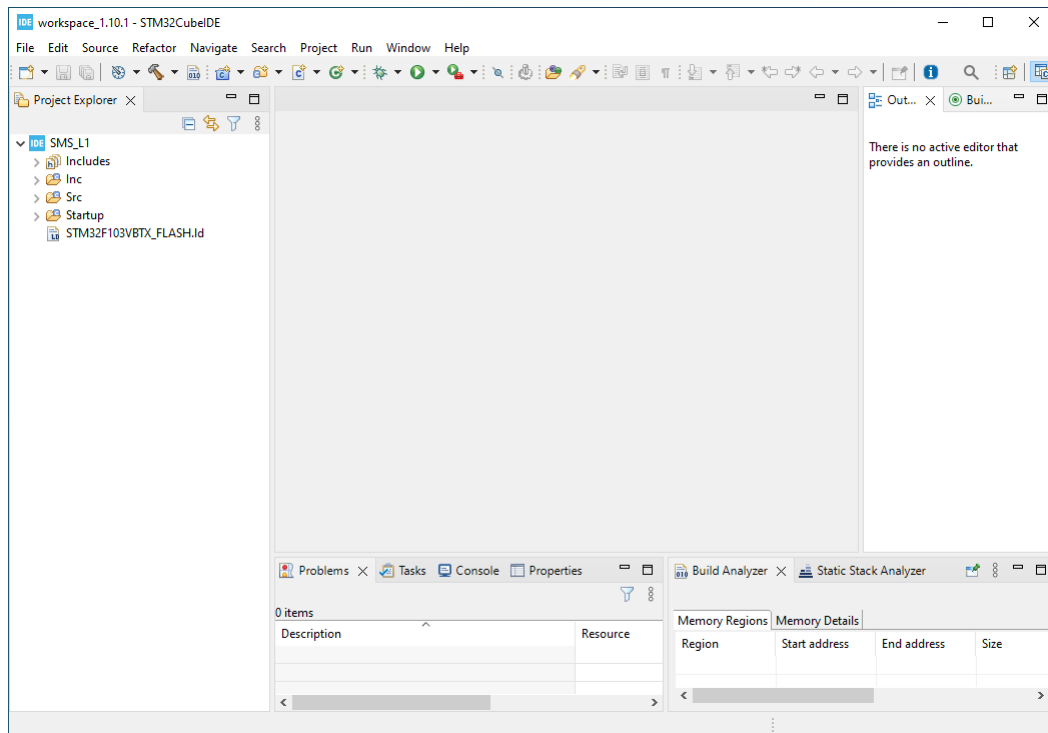 IDE workspace_1.10.1 - STM32CubeIDE
File Edit Source Refactor Navigate Search Project Run Window Help
Project Explorer
Out...
Bui...
IDE SMS_L1
Includes
Inc
Src
Startup
STM32F103VBTX_FLASH.ld
There is no active editor that
provides an outline.
Problems Tasks Console Properties
0 items
Description Resource
Build Analyzer Static Stack Analyzer
Memory Regions Memory Details
Region Start address End address Size